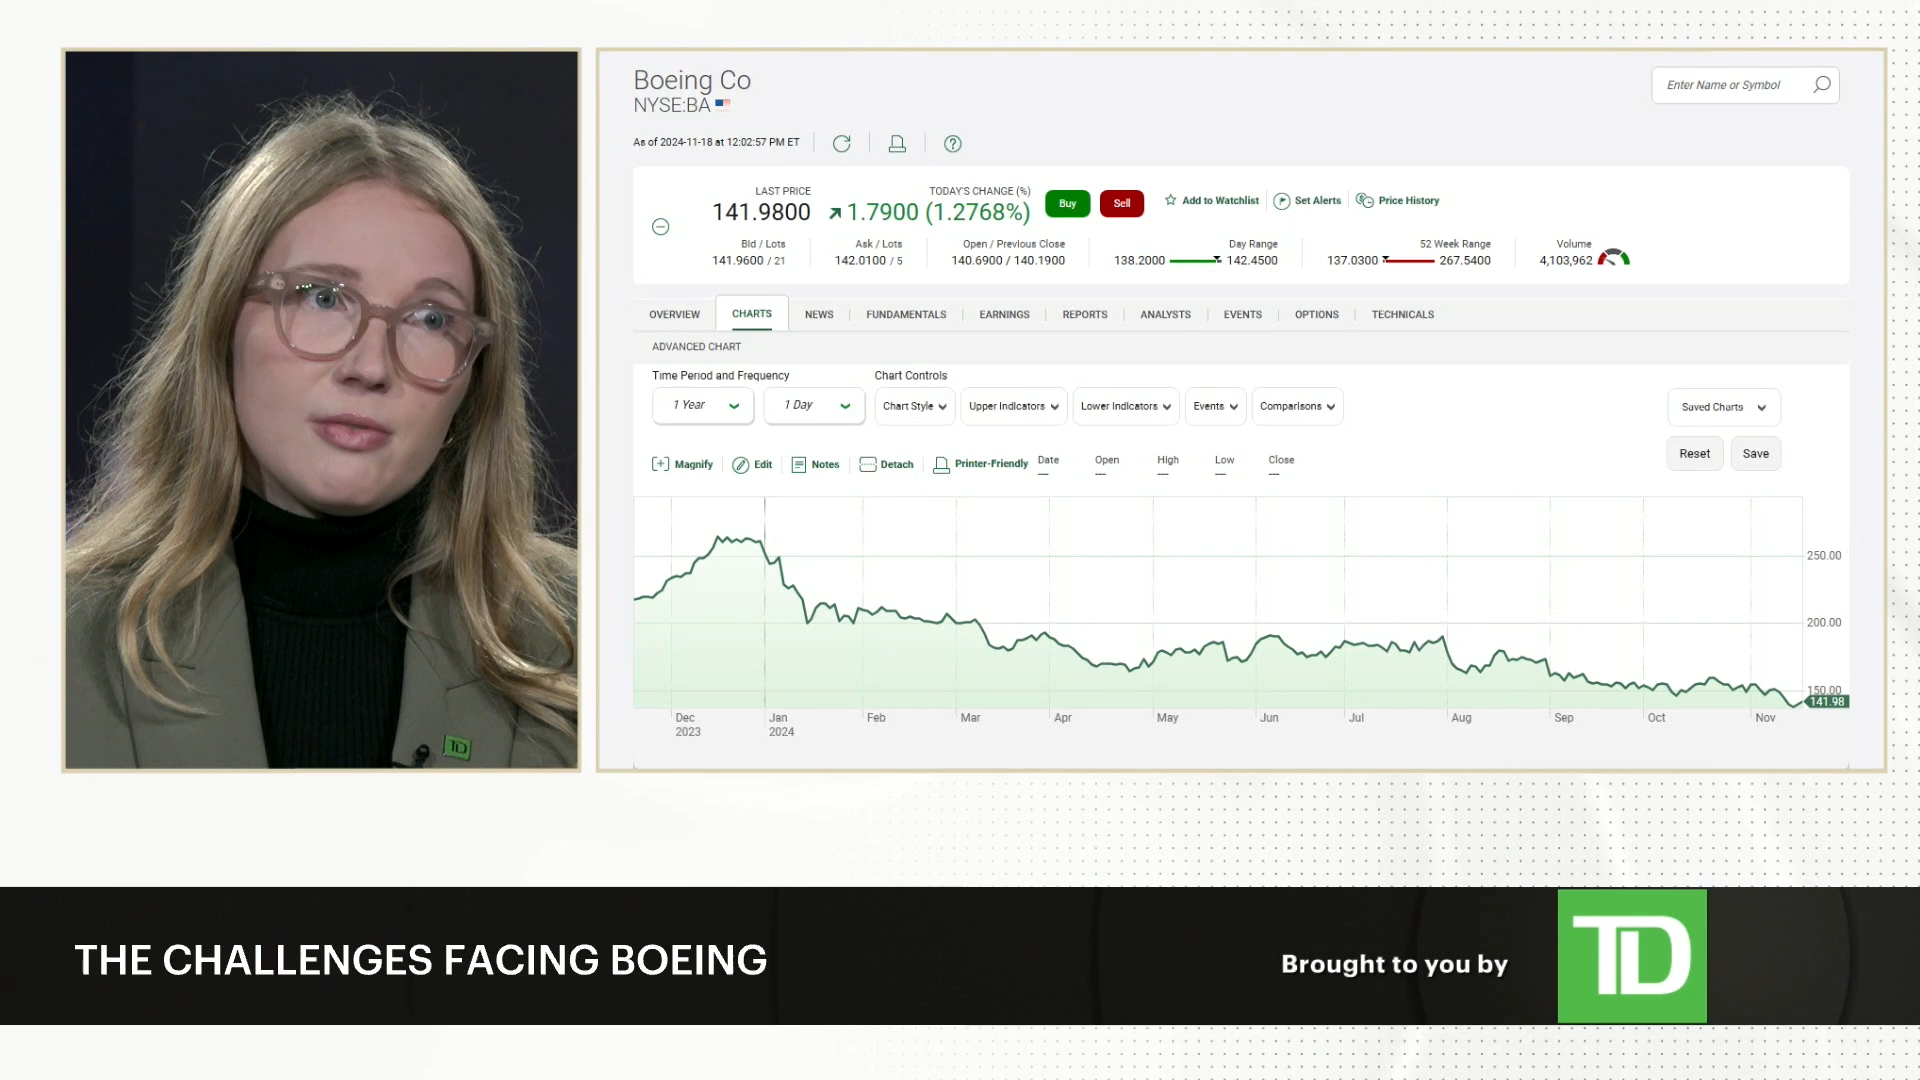 Boeing Co
NYSE:BA
Enter Name or Symbol
As of 2024-11-18 at 12:02:57 PM ET
LAST PRICE
141.9800
TODAY'S CHANGE (%)
1.7900 (1.2768%)
Buy
Sell
Add to Watchlist
Set Alerts
Price History
Bid / Lots
141.9600 / 21
Ask / Lots
142.0100 / 5
Open / Previous Close
140.6900 / 140.1900
Day Range
138.2000 142.4500
52 Week Range
137.0300 267.5400
Volume
4,103,962
OVERVIEW CHARTS NEWS FUNDAMENTALS EARNINGS REPORTS ANALYSTS EVENTS OPTIONS TECHNICALS
ADVANCED CHART
Time Period and Frequency
Chart Controls
1 Year 1 Day Chart Style Upper Indicators Lower Indicators Events Comparisons
Saved Charts
Reset Save
Magnify Edit Notes Detach Printer-Friendly
Date Open High Low Close
--- --- --- --- ---
250.00
200.00
150.00
141.98
Dec Jan Feb Mar Apr May Jun Jul Aug Sep Oct Nov
2023 2024
TD
THE CHALLENGES FACING BOEING
Brought to you by
TD